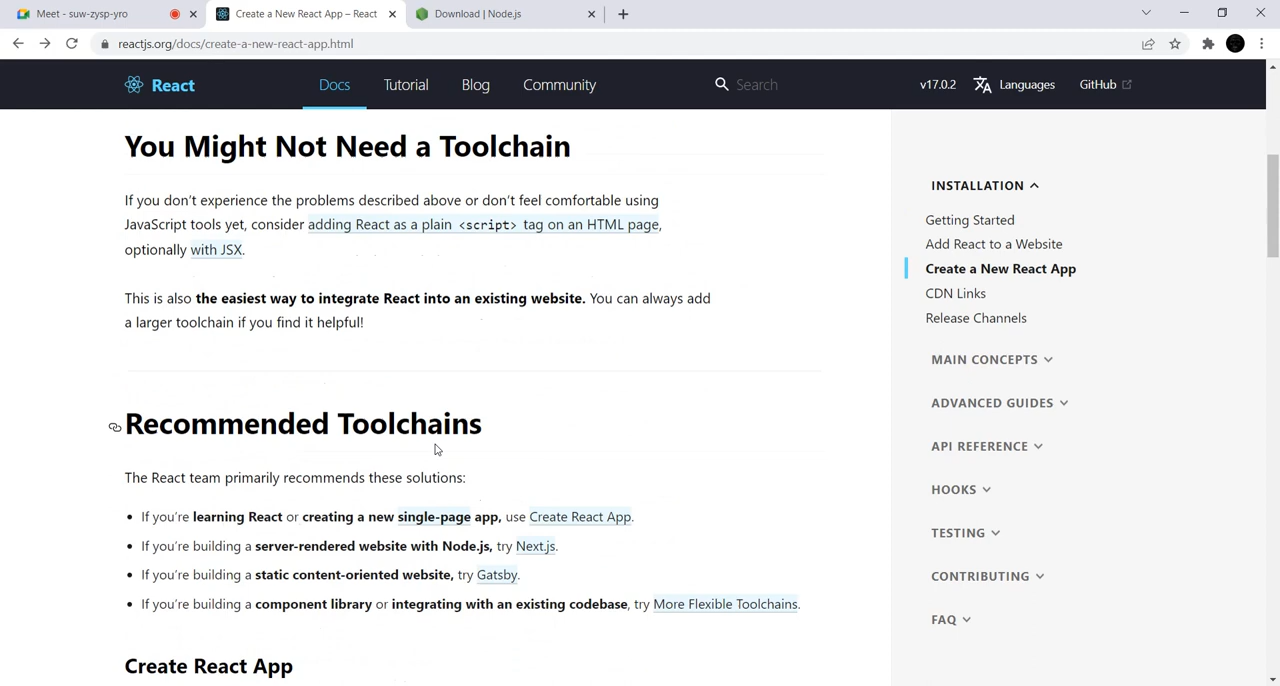 Meet - suw-zysp-yro
Create a New React App – React
Download | Node.js
reactjs.org/docs/create-a-new-react-app.html
React
Docs
Tutorial
Blog
Community
Search
v17.0.2
Languages
GitHub
You Might Not Need a Toolchain
If you don't experience the problems described above or don't feel comfortable using
JavaScript tools yet, consider adding React as a plain <script> tag on an HTML page,
optionally with JSX.
This is also the easiest way to integrate React into an existing website. You can always add
a larger toolchain if you find it helpful!
Recommended Toolchains
The React team primarily recommends these solutions:
• If you're learning React or creating a new single-page app, use Create React App.
• If you're building a server-rendered website with Node.js, try Next.js.
• If you're building a static content-oriented website, try Gatsby.
• If you're building a component library or integrating with an existing codebase, try More Flexible Toolchains.
Create React App
INSTALLATION
Getting Started
Add React to a Website
Create a New React App
CDN Links
Release Channels
MAIN CONCEPTS
ADVANCED GUIDES
API REFERENCE
HOOKS
TESTING
CONTRIBUTING
FAQ